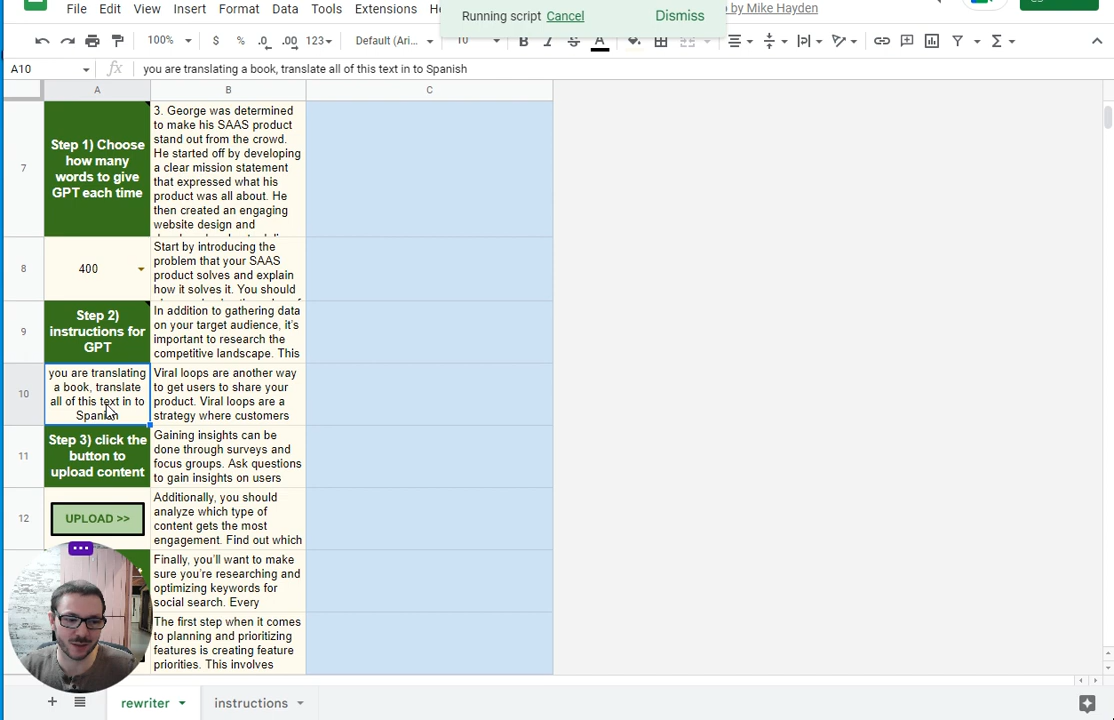 File Edit View Insert Format Data Tools Extensions
Running script Cancel Dismiss
by Mike Hayden
100% $ % .0 .00 123 Default (Ari... 10 B I S A
A10 fx you are translating a book, translate all of this text in to Spanish
A B C
7
Step 1) Choose
how many
words to give
GPT each time
3. George was determined
to make his SAAS product
stand out from the crowd.
He started off by developing
a clear mission statement
that expressed what his
product was all about. He
then created an engaging
website design and
8
400
Start by introducing the
problem that your SAAS
product solves and explain
how it solves it. You should
9
Step 2)
instructions for
GPT
In addition to gathering data
on your target audience, it's
important to research the
competitive landscape. This
10
you are translating
a book, translate
all of this text in to
Spanish
Viral loops are another way
to get users to share your
product. Viral loops are a
strategy where customers
11
Step 3) click the
button to
upload content
Gaining insights can be
done through surveys and
focus groups. Ask questions
to gain insights on users
12
UPLOAD >>
Additionally, you should
analyze which type of
content gets the most
engagement. Find out which
Finally, you'll want to make
sure you're researching and
optimizing keywords for
social search. Every
The first step when it comes
to planning and prioritizing
features is creating feature
priorities. This involves
rewriter instructions